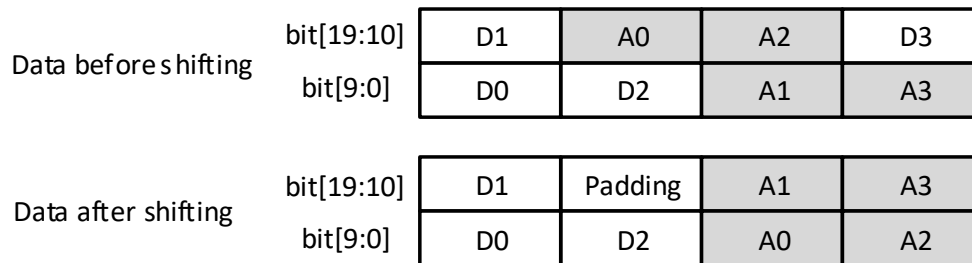 bit[19:10] D1 A0 A2 D3
Data before shifting
bit[9:0] D0 D2 A1 A3
bit[19:10] D1 Padding A1 A3
Data after shifting
bit[9:0] D0 D2 A0 A2